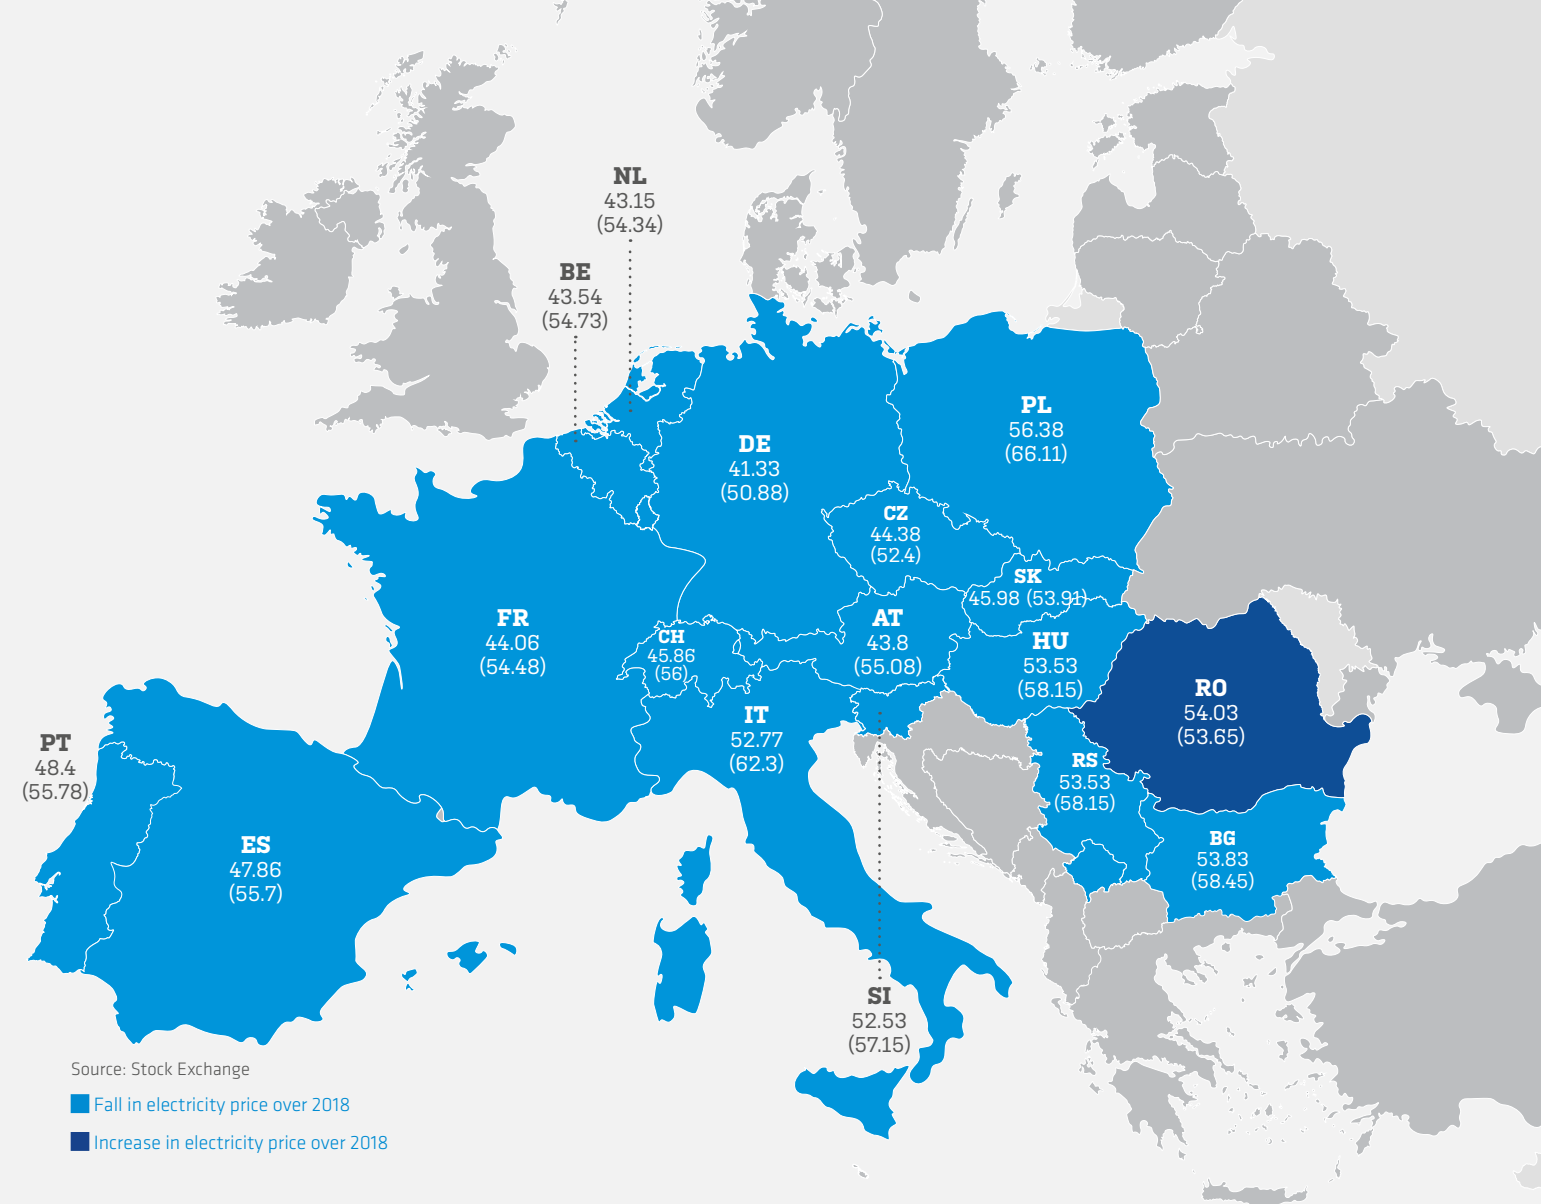 NL
43.15
(54.34)
BE
43.54
(54.73)
PL
56.38
(66.11)
DE
41.33
(50.88)
CZ
44.38
(52.4)
SK
45.98 (53.91)
FR
44.06
(54.48)
CH
45.86
(56)
AT
43.8
(55.08)
HU
53.53
(58.15)
RO
54.03
(53.65)
PT
48.4
(55.78)
IT
52.77
(62.3)
RS
53.53
(58.15)
ES
47.86
(55.7)
BG
53.83
(58.45)
SI
52.53
(57.15)
Source: Stock Exchange
Fall in electricity price over 2018
Increase in electricity price over 2018